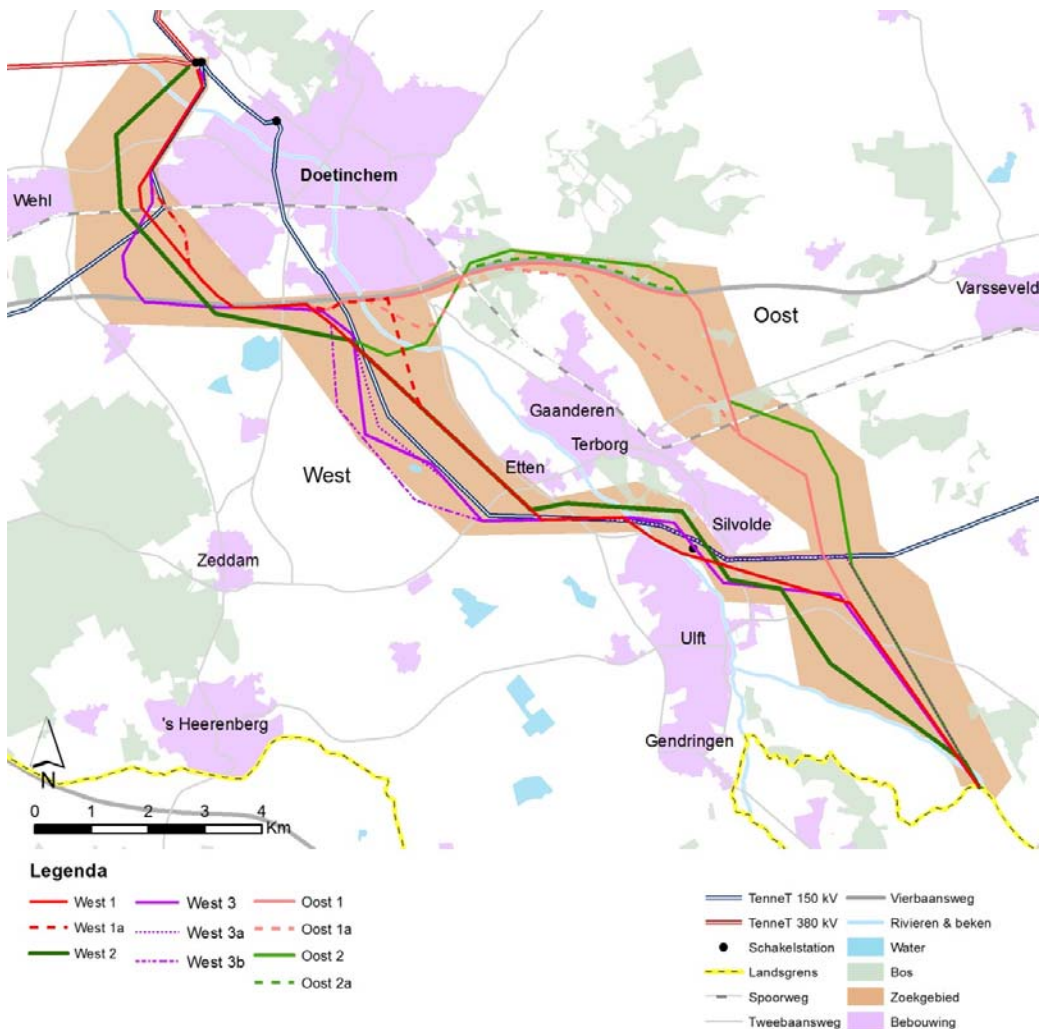 Doetinchem
Wehl
Varsseveld
Oost
Gaanderen
Terborg
Etten
West
Silvolde
Zeddam
Ulft
's Heerenberg
Gendringen
N
0 1 2 3 4
Km
Legenda
West 1
West 1a
West 2
West 3
West 3a
West 3b
Oost 1
Oost 1a
Oost 2
Oost 2a
TenneT 150 kV
TenneT 380 kV
Schakelstation
Landsgrens
Spoorweg
Tweebaansweg
Vierbaansweg
Rivieren & beken
Water
Bos
Zoekgebied
Bebouwing